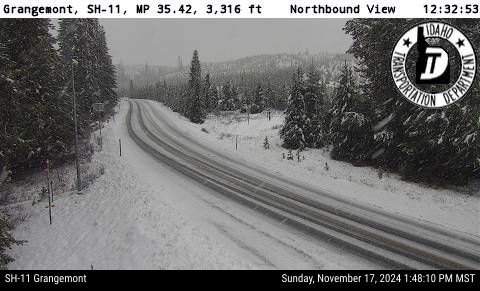 Grangemont, SH-11, MP 35.42, 3,316 ft Northbound View 12:32:53
IDAHO
TRANSPORTATION DEPARTMENT
SH-11 Grangemont Sunday, November 17, 2024 1:48:10 PM MST